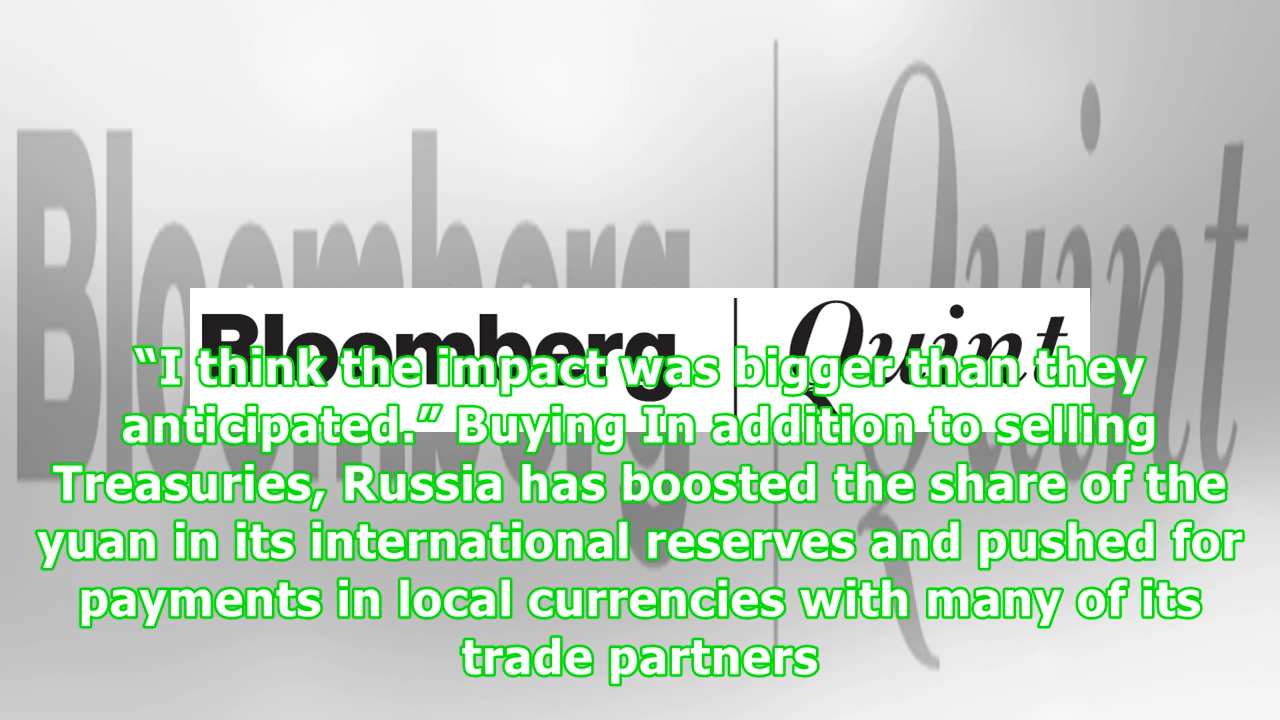 Bloomberg | Quint
Bloomberg | Quint
“I think the impact was bigger than they
anticipated.” Buying In addition to selling
Treasuries, Russia has boosted the share of the
yuan in its international reserves and pushed for
payments in local currencies with many of its
trade partners